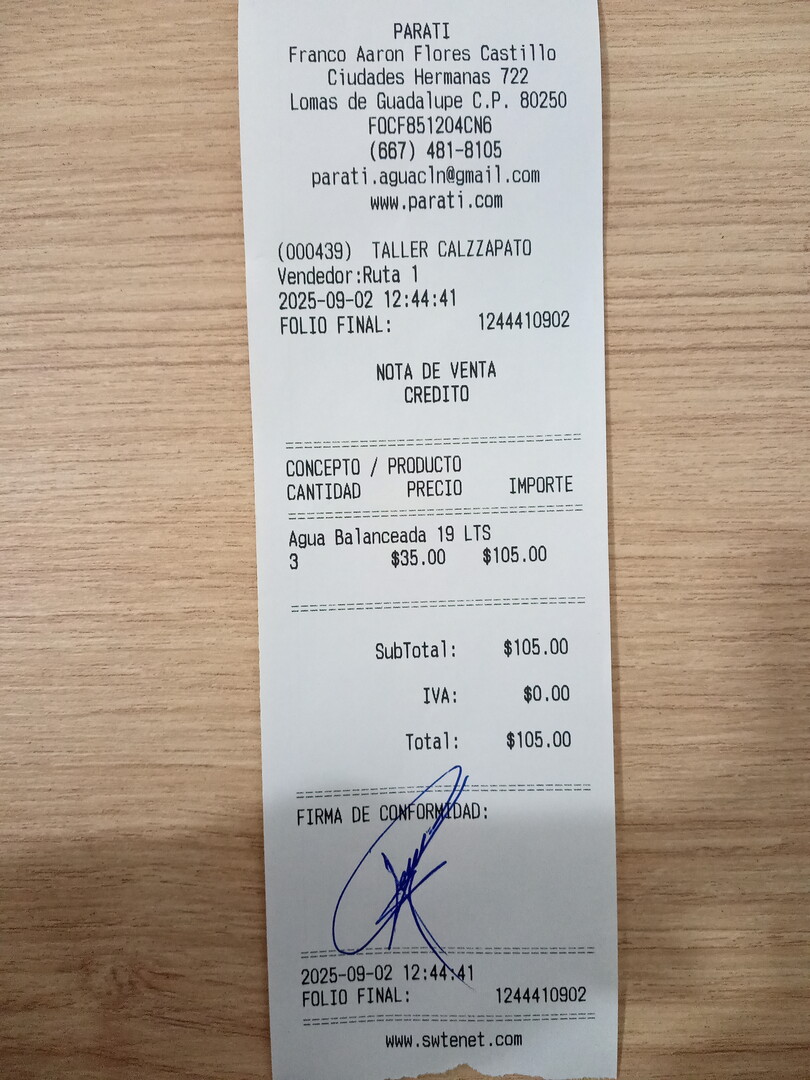 PARATI
Franco Aaron Flores Castillo
Ciudades Hermanas 722
Lomas de Guadalupe C.P. 80250
FOCF851204CN6
(667) 481-8105
parati.aguacln@gmail.com
www.parati.com
(000439) TALLER CALZZAPATO
Vendedor:Ruta 1
2025-09-02 12:44:41
FOLIO FINAL: 1244410902
NOTA DE VENTA
CREDITO
CONCEPTO / PRODUCTO
CANTIDAD PRECIO IMPORTE
Agua Balanceada 19 LTS
3 $35.00 $105.00
SubTotal: $105.00
IVA: $0.00
Total: $105.00
FIRMA DE CONFORMIDAD:
2025-09-02 12:44:41
FOLIO FINAL: 1244410902
www.swtenet.com